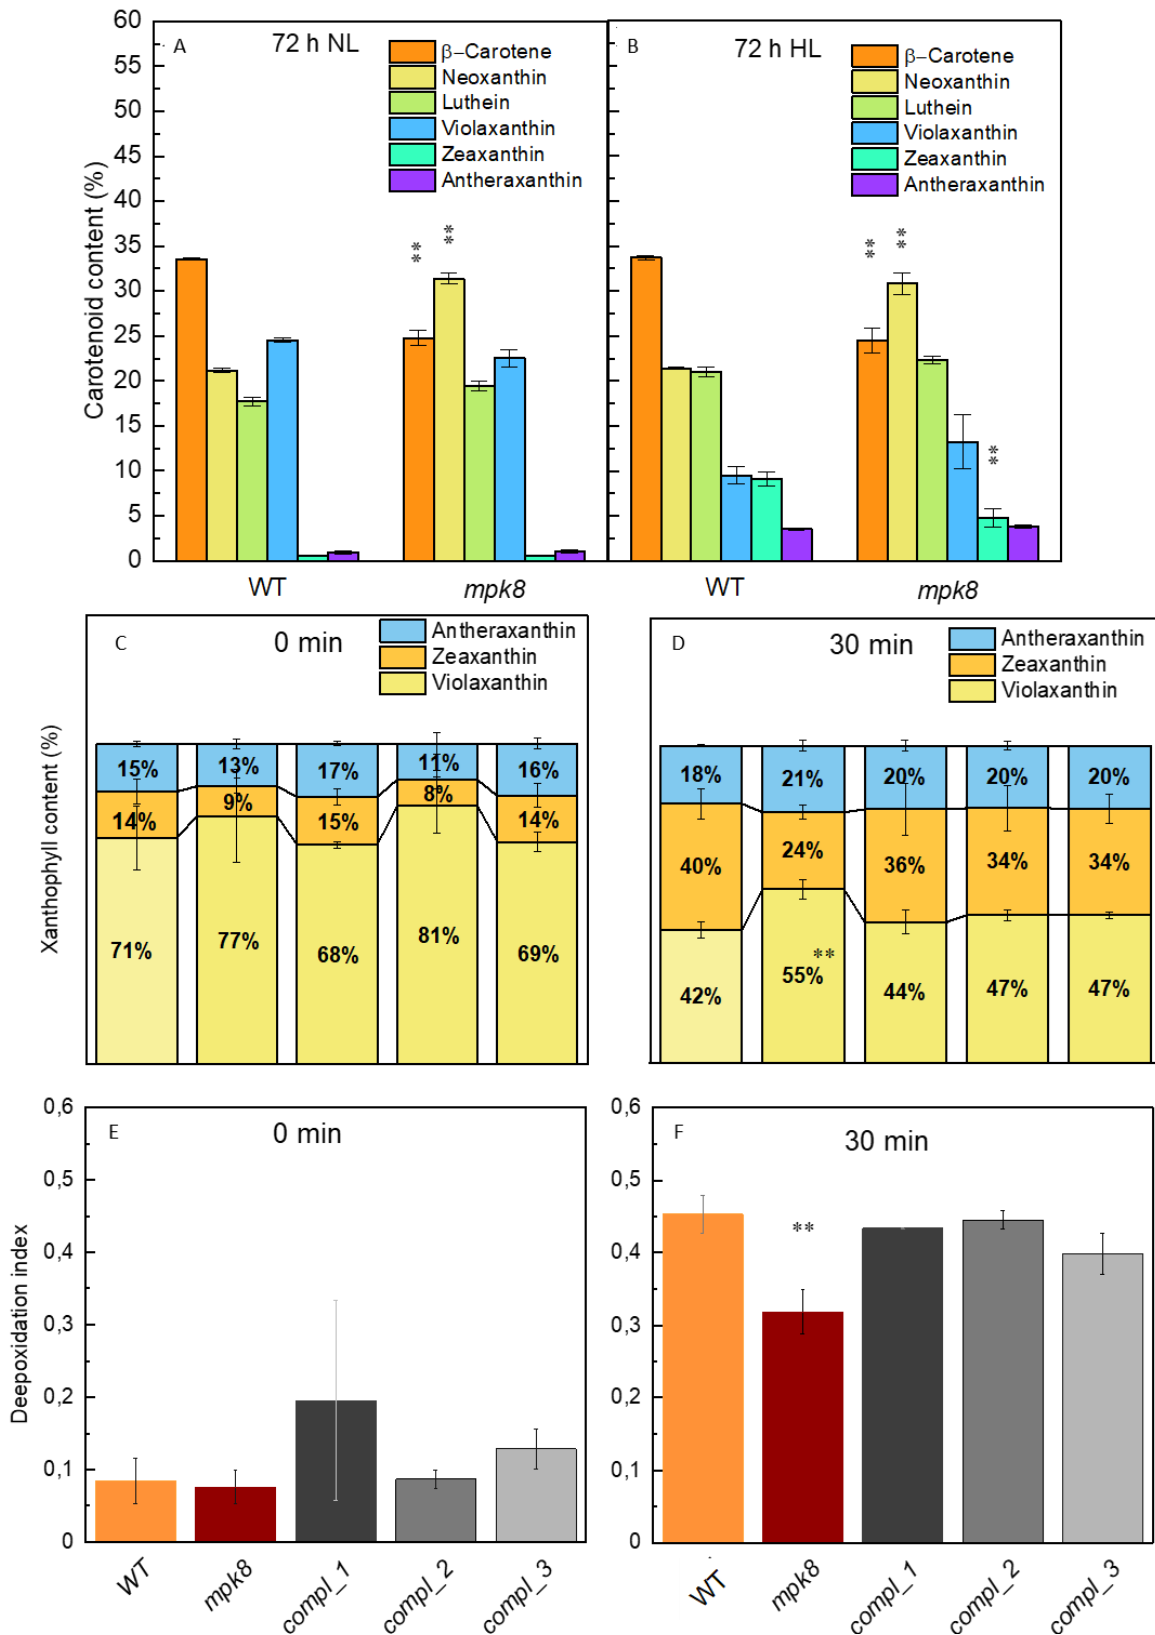 A
72 h NL
β−Carotene
Neoxanthin
Luthein
Violaxanthin
Zeaxanthin
Antheraxanthin
B
72 h HL
β−Carotene
Neoxanthin
Luthein
Violaxanthin
Zeaxanthin
Antheraxanthin
Carotenoid content (%)
60
55
50
45
40
35
30
25
20
15
10
5
0
**
**
**
**
**
WT
mpk8
WT
mpk8
C
0 min
Antheraxanthin
Zeaxanthin
Violaxanthin
D
30 min
Antheraxanthin
Zeaxanthin
Violaxanthin
Xanthophyll content (%)
15% 13% 17% 11% 16%
14% 9% 15% 8% 14%
71% 77% 68% 81% 69%
18% 21% 20% 20% 20%
40% 24% 36% 34% 34%
**
42% 55% 44% 47% 47%
E
0 min
F
30 min
Deepoxidation index
0,6
0,5
0,4
0,3
0,2
0,1
0
0,6
0,5
0,4
0,3
0,2
0,1
0
**
WT
mpk8
compl_1
compl_2
compl_3
WT
mpk8
compl_1
compl_2
compl_3